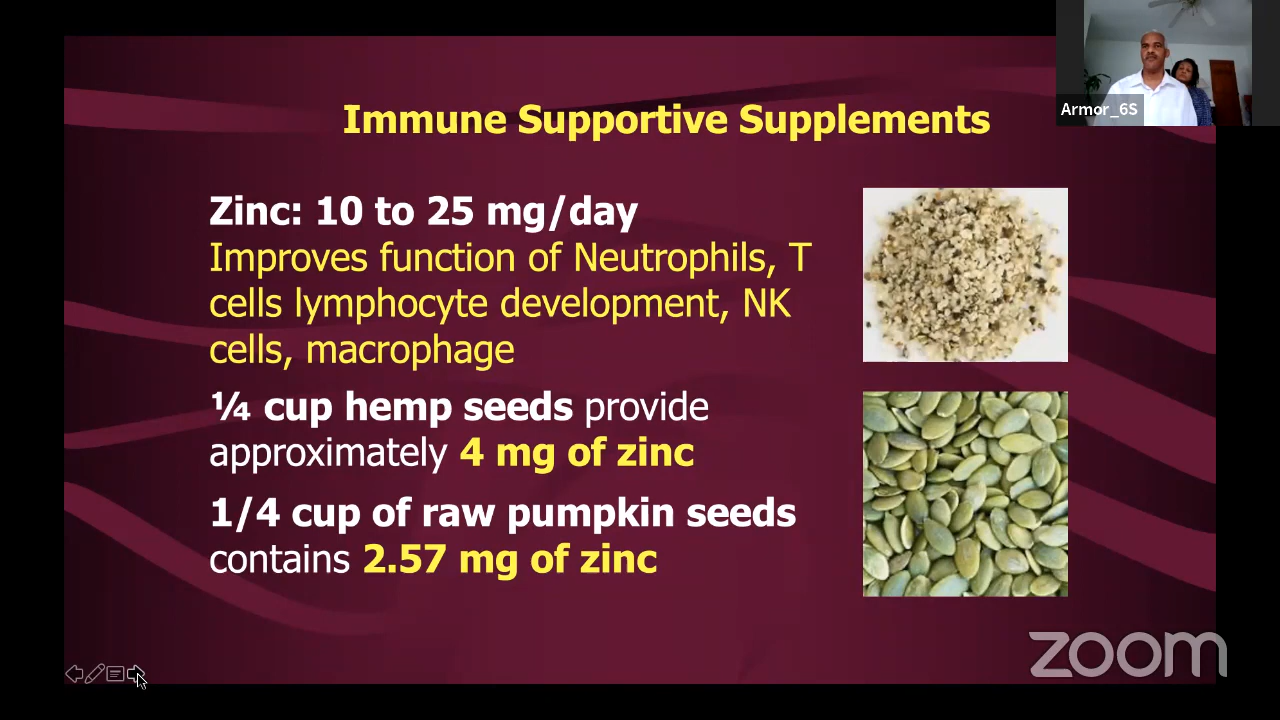 Immune Supportive Supplements
Armor_6S
Zinc: 10 to 25 mg/day
Improves function of Neutrophils, T
cells lymphocyte development, NK
cells, macrophage
¼ cup hemp seeds provide
approximately 4 mg of zinc
1/4 cup of raw pumpkin seeds
contains 2.57 mg of zinc
zoom